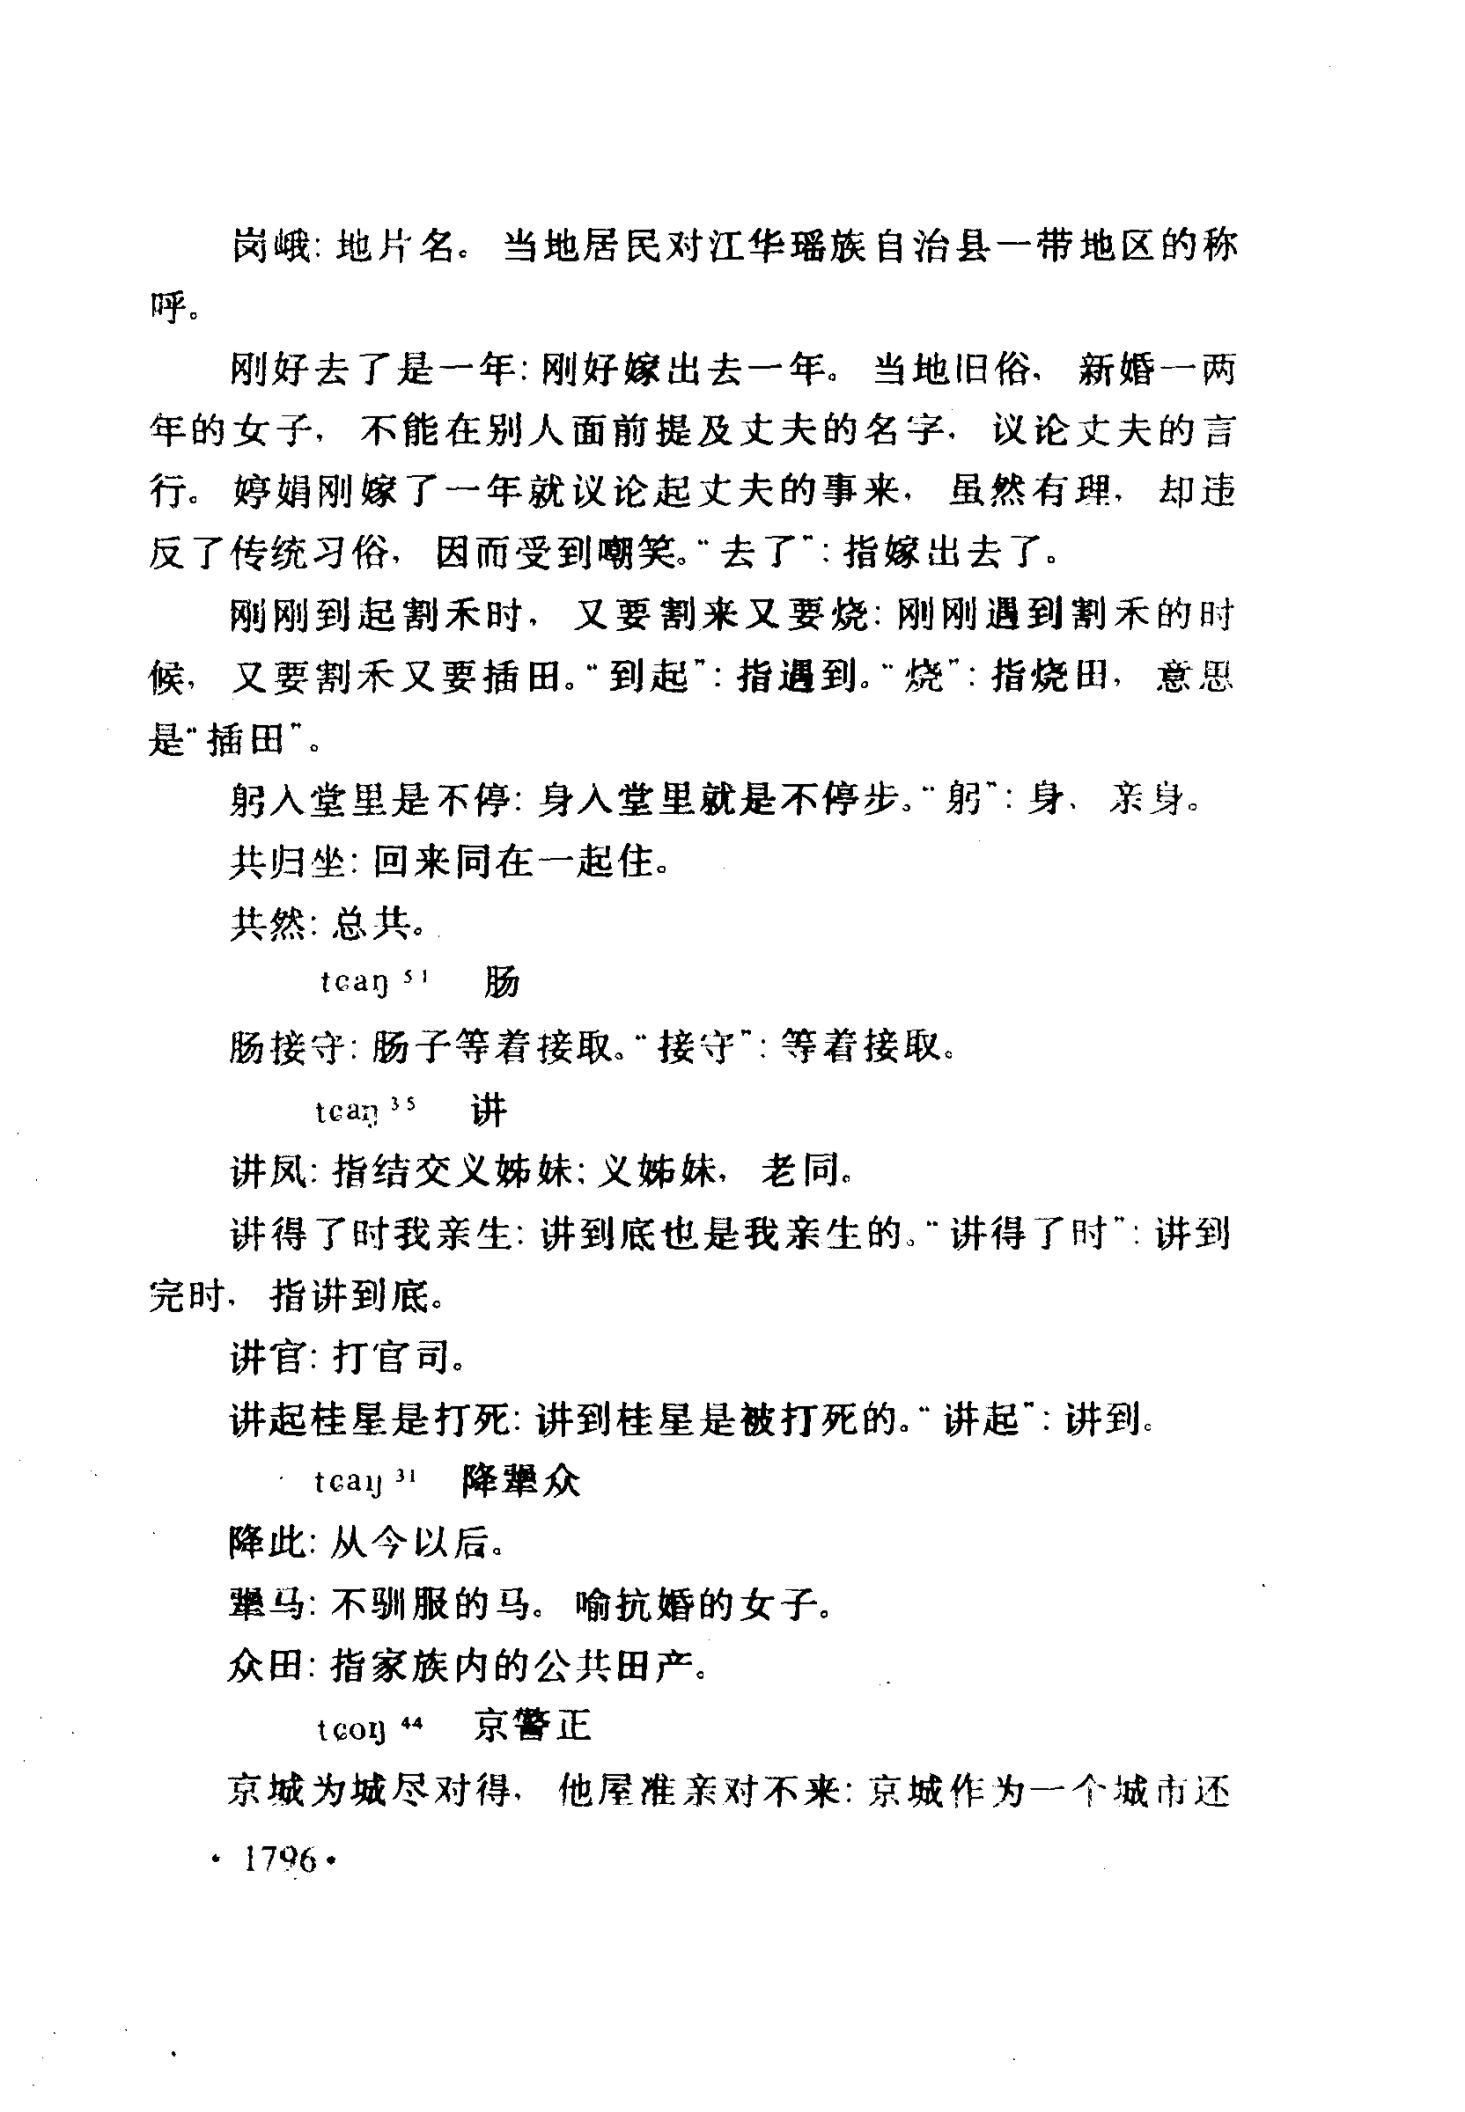 岗峨：地片名。当地居民对江华瑶族自治县一带地区的称
呼。
刚好去了是一年：刚好嫁出去一年。当地旧俗，新婚一两
年的女子，不能在别人面前提及丈夫的名字，议论丈夫的言
行。婷娟刚嫁了一年就议论起丈夫的事来，虽然有理，却违
反了传统习俗，因而受到嘲笑。“去了”：指嫁出去了。
刚刚到起割禾时，又要割来又要烧：刚刚遇到割禾的时
候，又要割禾又要插田。“到起”：指遇到。“烧”：指烧田，意思
是“插田”。
躬入堂里是不停：身入堂里就是不停步。“躬”：身、亲身。
共归坐：回来同在一起住。
共然：总共。
tɕaŋ ⁵¹ 肠
肠接守：肠子等着接取。“接守”：等着接取。
tɕaŋ ³⁵ 讲
讲凤：指结交义姊妹；义姊妹，老同。
讲得了时我亲生：讲到底也是我亲生的。“讲得了时”：讲到
完时，指讲到底。
讲官：打官司。
讲起桂星是打死：讲到桂星是被打死的。“讲起”：讲到。
tɕaŋ ³¹ 降犟众
降此：从今以后。
犟马：不驯服的马。喻抗婚的女子。
众田：指家族内的公共田产。
tɕoŋ ⁴⁴ 京警正
京城为城尽对得，他屋准亲对不来：京城作为一个城市还
· 1796 ·